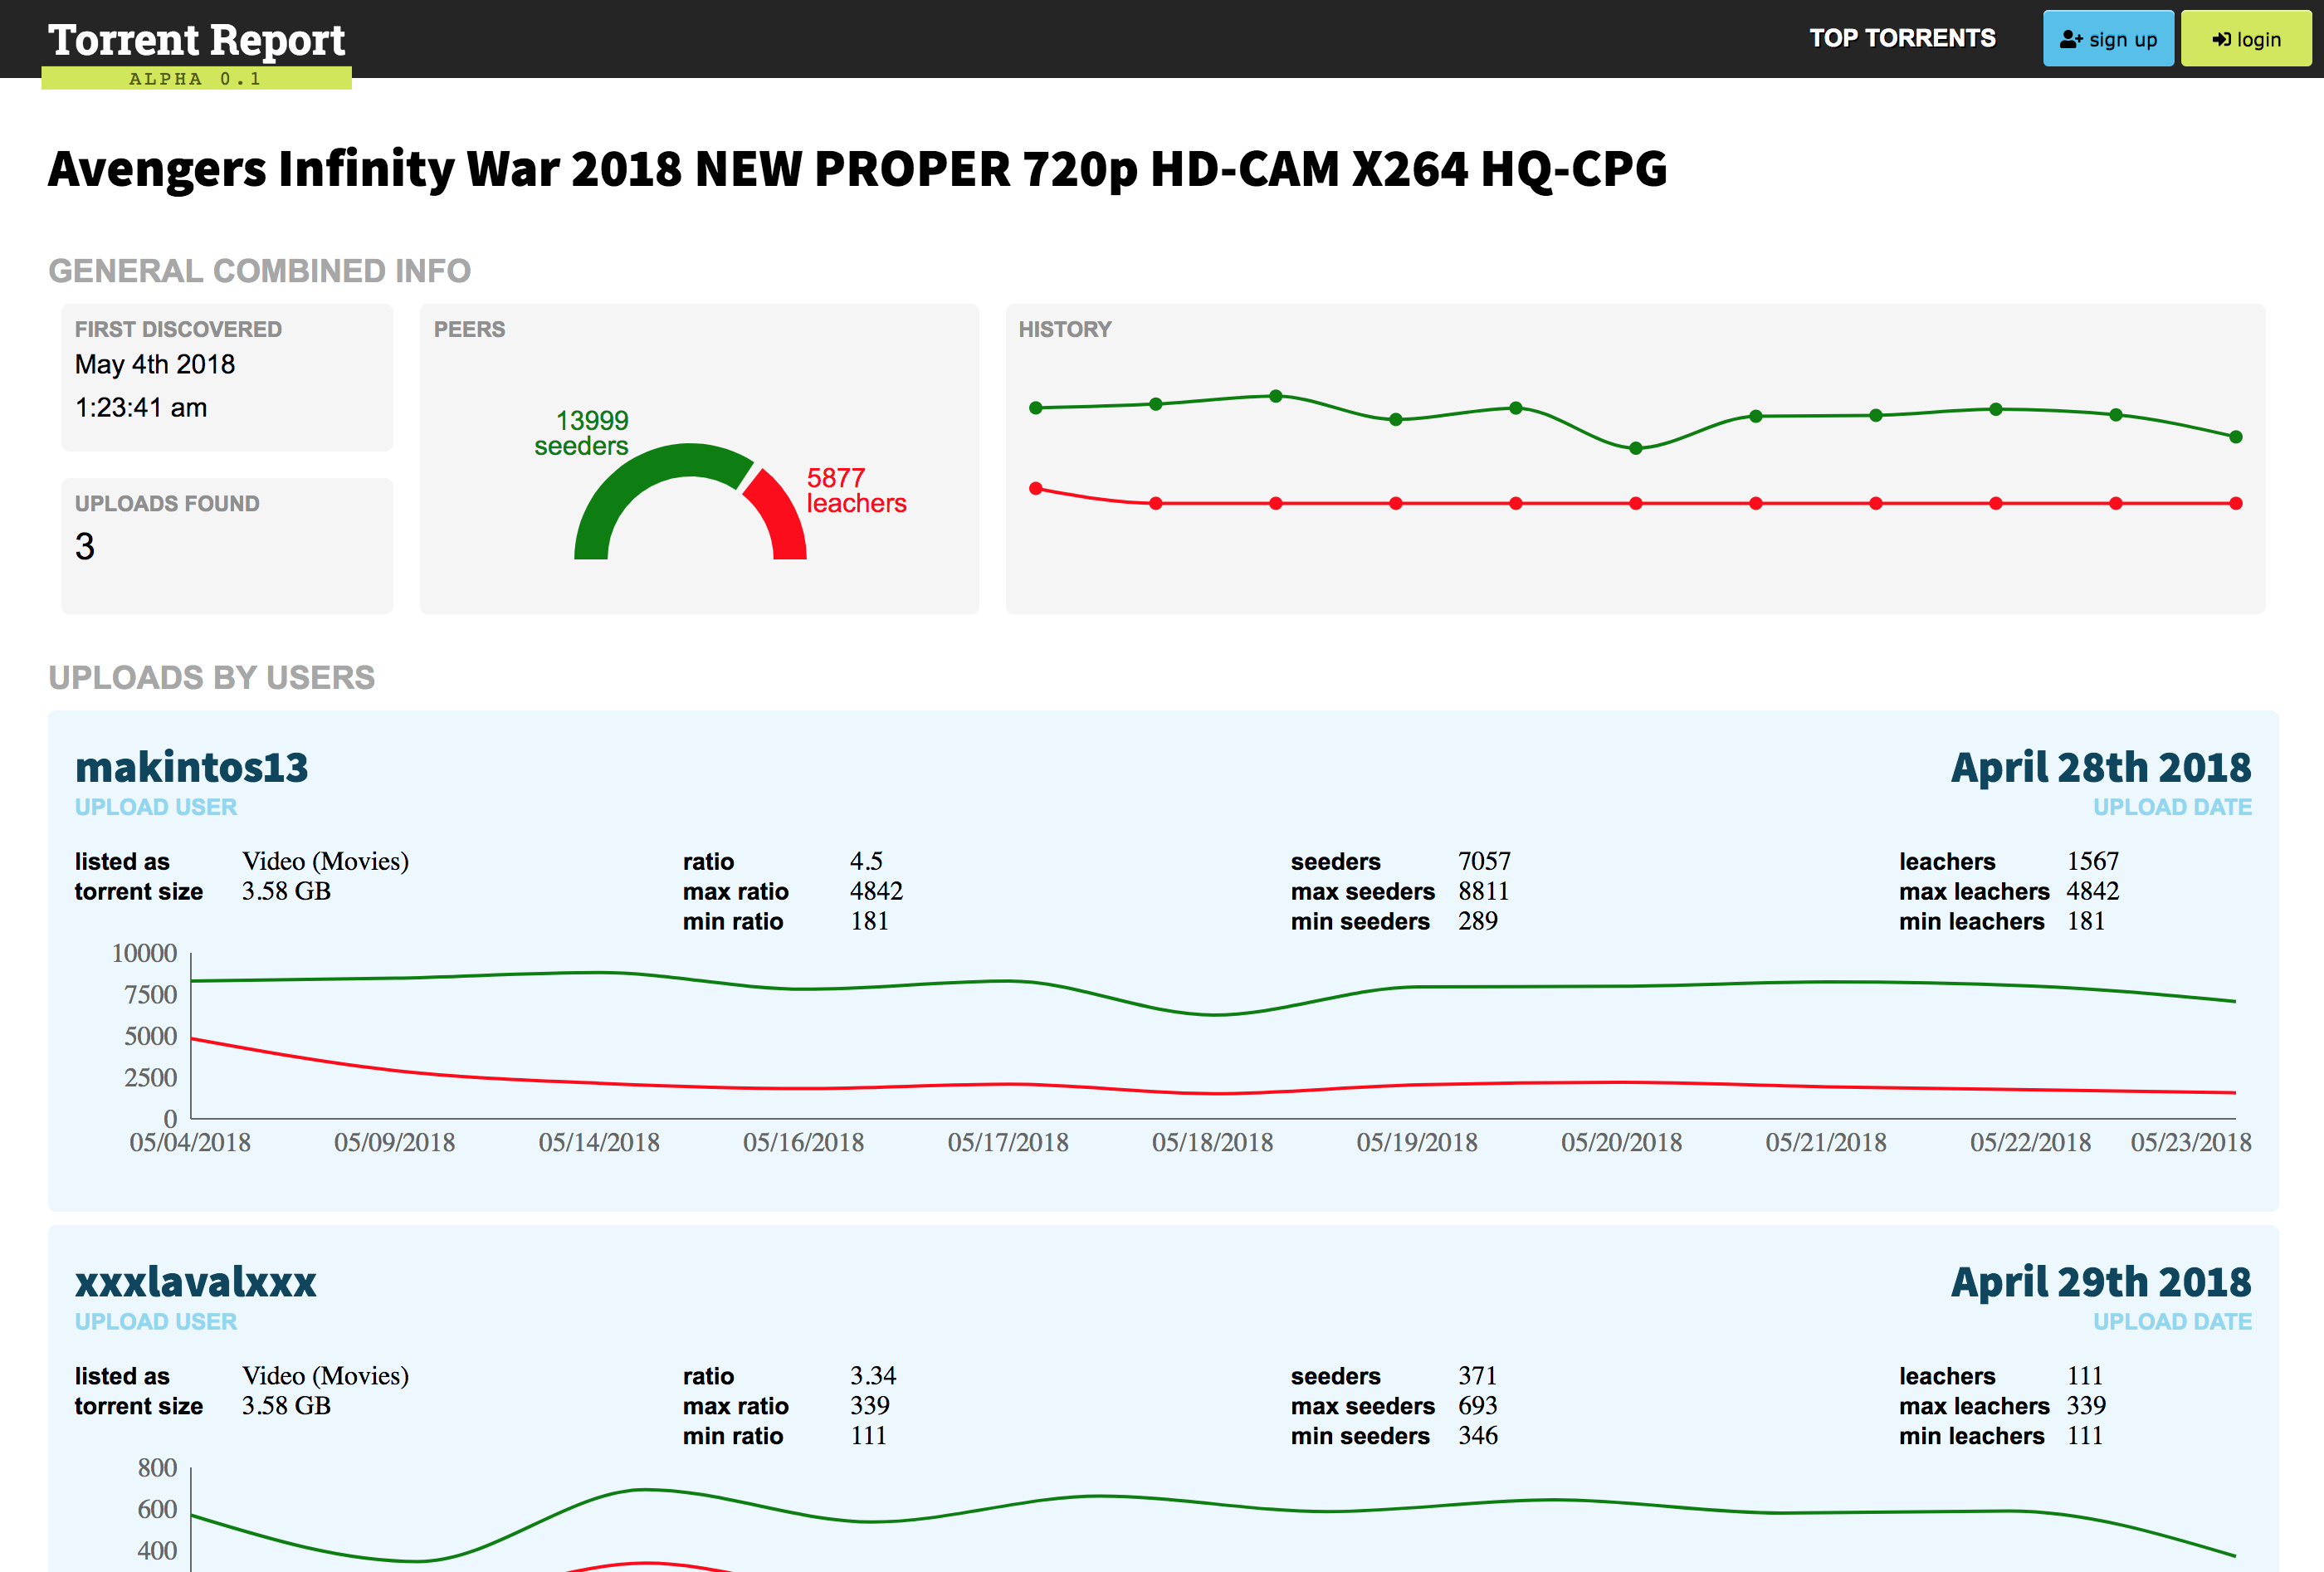 Torrent Report
ALPHA 0.1
TOP TORRENTS
sign up
login
Avengers Infinity War 2018 NEW PROPER 720p HD-CAM X264 HQ-CPG
GENERAL COMBINED INFO
FIRST DISCOVERED
May 4th 2018
1:23:41 am
UPLOADS FOUND
3
PEERS
13999
seeders
5877
leachers
HISTORY
UPLOADS BY USERS
makintos13
UPLOAD USER
April 28th 2018
UPLOAD DATE
listed as Video (Movies)
torrent size 3.58 GB
ratio 4.5
max ratio 4842
min ratio 181
seeders 7057
max seeders 8811
min seeders 289
leachers 1567
max leachers 4842
min leachers 181
10000
7500
5000
2500
0
05/04/2018 05/09/2018 05/14/2018 05/16/2018 05/17/2018 05/18/2018 05/19/2018 05/20/2018 05/21/2018 05/22/2018 05/23/2018
xxxlavalxxx
UPLOAD USER
April 29th 2018
UPLOAD DATE
listed as Video (Movies)
torrent size 3.58 GB
ratio 3.34
max ratio 339
min ratio 111
seeders 371
max seeders 693
min seeders 346
leachers 111
max leachers 339
min leachers 111
800
600
400